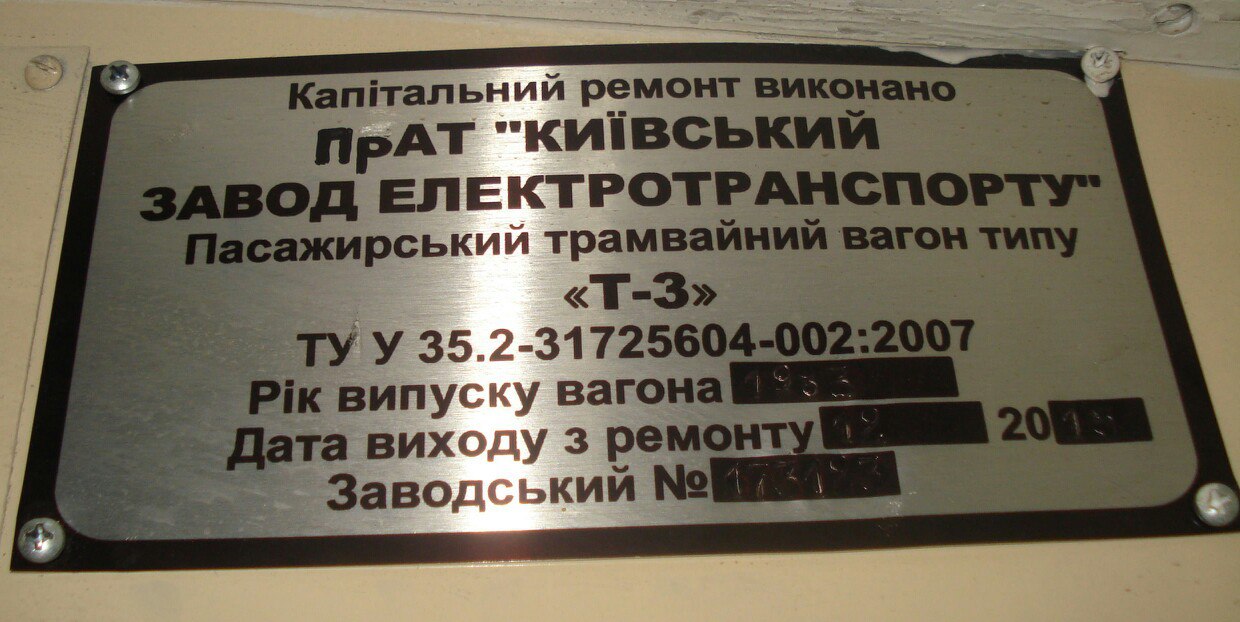 Капітальний ремонт виконано
ПрАТ "КИЇВСЬКИЙ
ЗАВОД ЕЛЕКТРОТРАНСПОРТУ"
Пасажирський трамвайний вагон типу
«Т-3»
ТУ У 35.2-31725604-002:2007
Рік випуску вагона
Дата виходу з ремонту 12 20
Заводський №